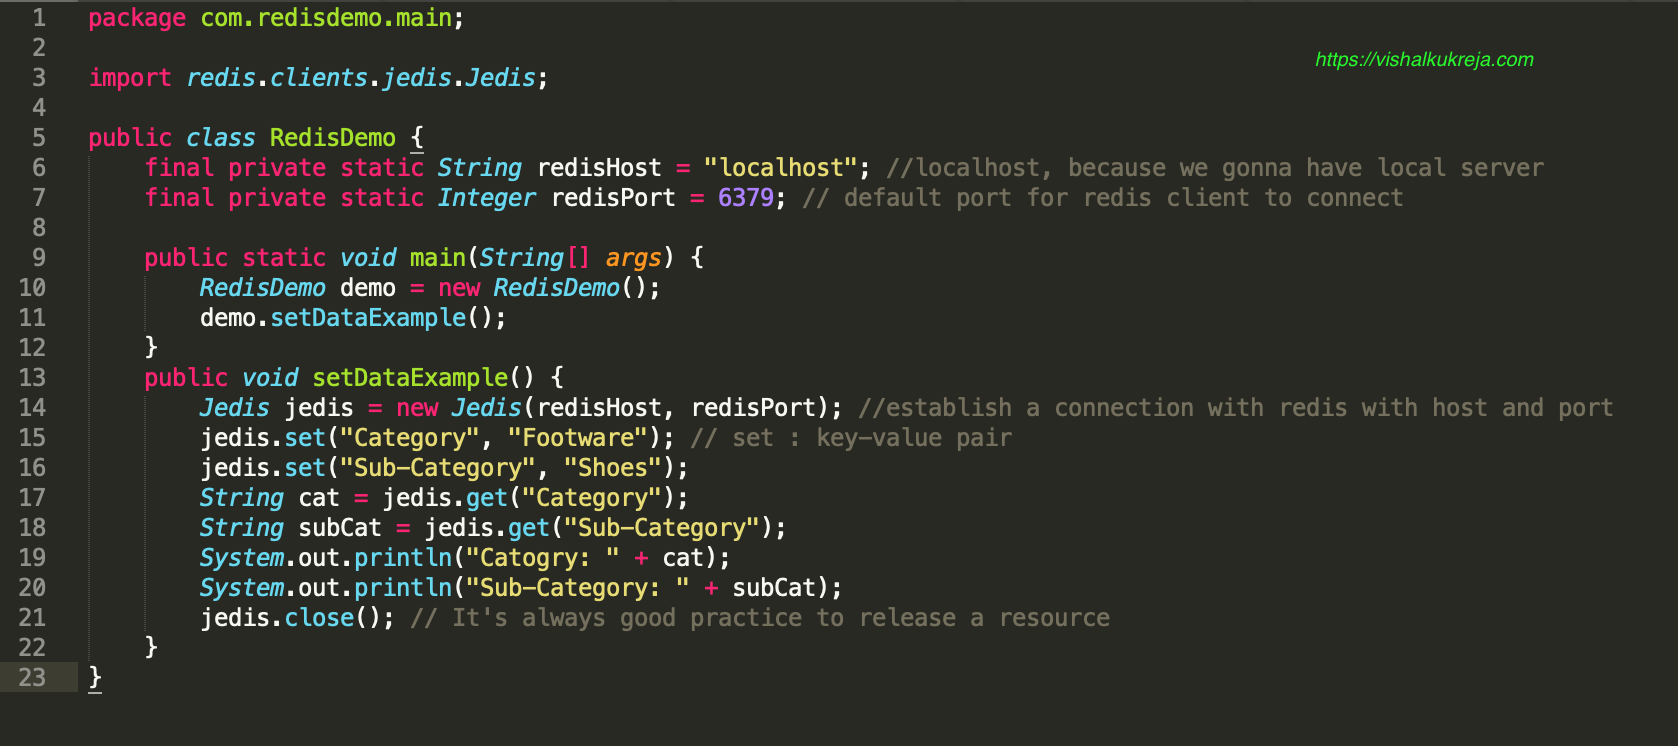 1 package com.redisdemo.main;
2
https://vishalkukreja.com
3 import redis.clients.jedis.Jedis;
4
5 public class RedisDemo {
6 final private static String redisHost = "localhost"; //localhost, because we gonna have local server
7 final private static Integer redisPort = 6379; // default port for redis client to connect
8
9 public static void main(String[] args) {
10 RedisDemo demo = new RedisDemo();
11 demo.setDataExample();
12 }
13 public void setDataExample() {
14 Jedis jedis = new Jedis(redisHost, redisPort); //establish a connection with redis with host and port
15 jedis.set("Category", "Footware"); // set : key-value pair
16 jedis.set("Sub-Category", "Shoes");
17 String cat = jedis.get("Category");
18 String subCat = jedis.get("Sub-Category");
19 System.out.println("Catogry: " + cat);
20 System.out.println("Sub-Category: " + subCat);
21 jedis.close(); // It's always good practice to release a resource
22 }
23 }